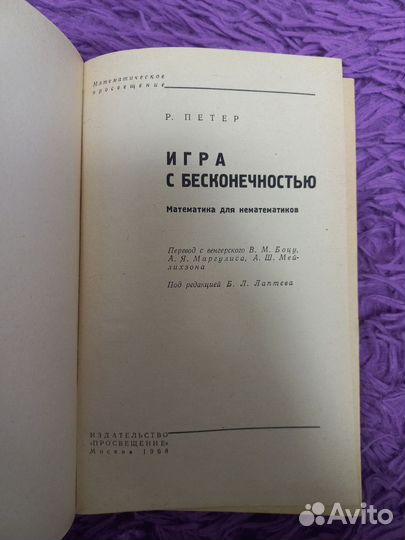 Математическое
просвещение
Р. ПЕТЕР
ИГРА
С БЕСКОНЕЧНОСТЬЮ
Математика для нематематиков
Перевод с венгерского В. М. Боцу,
А. Я. Маргулиса, А. Ш. Мей-
лихзона
Под редакцией Б. Л. Лаптева
ИЗДАТЕЛЬСТВО
«ПРОСВЕЩЕНИЕ»
Москва 1968
Avito